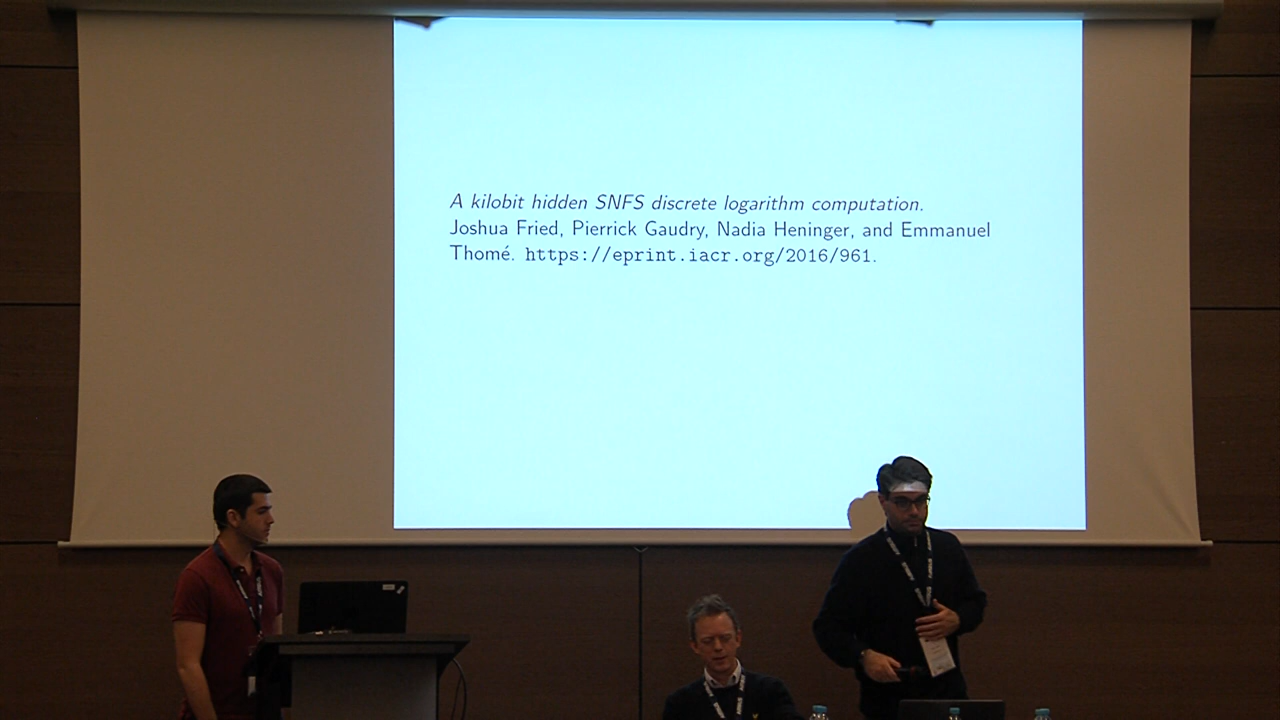 A kilobit hidden SNFS discrete logarithm computation.
Joshua Fried, Pierrick Gaudry, Nadia Heninger, and Emmanuel
Thomé. https://eprint.iacr.org/2016/961.